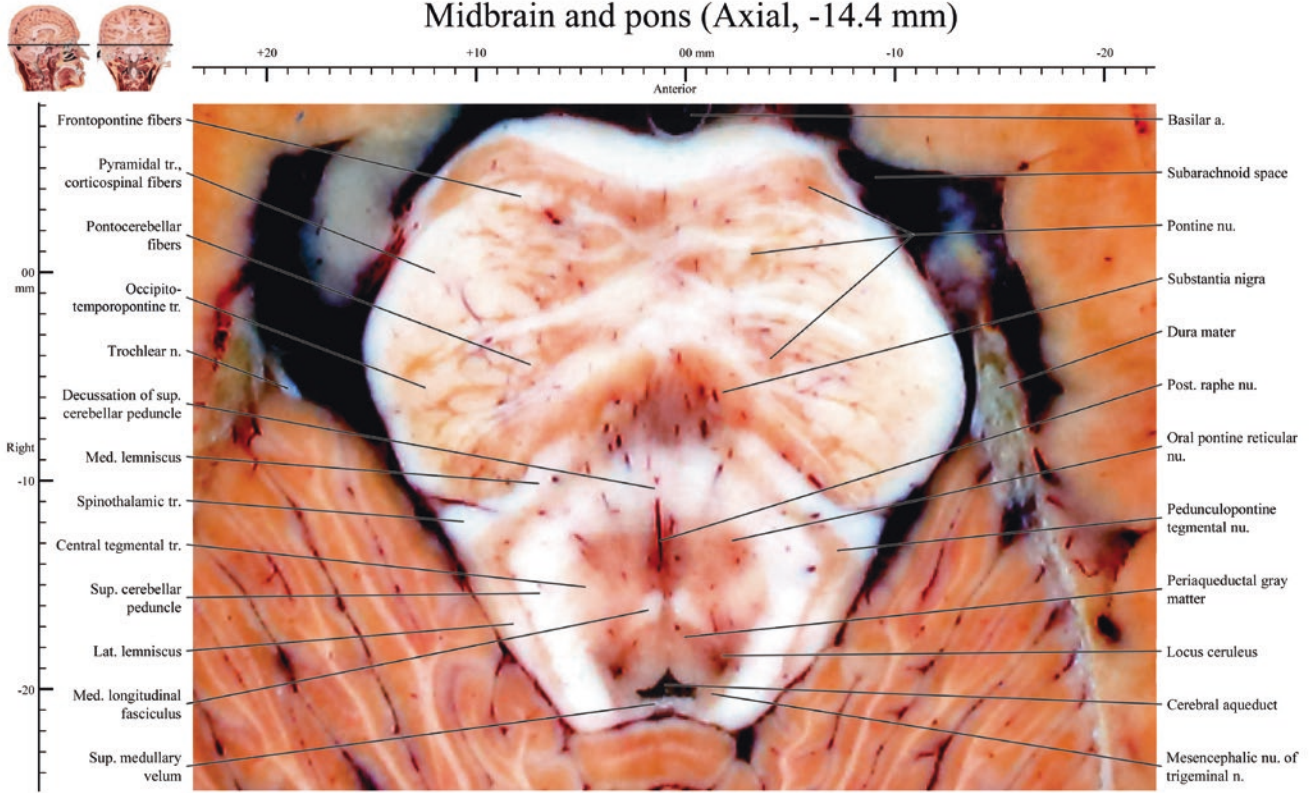 Midbrain and pons (Axial, -14.4 mm)
+20
+10
00 mm
-10
-20
Anterior
Frontopontine fibers
Pyramidal tr.,
corticospinal fibers
Pontocerebellar
fibers
00
mm
Occipito-
temporopontine tr.
Trochlear n.
Decussation of sup.
cerebellar peduncle
Right
Med. lemniscus
-10
Spinothalamic tr.
Central tegmental tr.
Sup. cerebellar
peduncle
Lat. lemniscus
-20
Med. longitudinal
fasciculus
Sup. medullary
velum
Basilar a.
Subarachnoid space
Pontine nu.
Substantia nigra
Dura mater
Post. raphe nu.
Oral pontine reticular
nu.
Pedunculopontine
tegmental nu.
Periaqueductal gray
matter
Locus ceruleus
Cerebral aqueduct
Mesencephalic nu. of
trigeminal n.